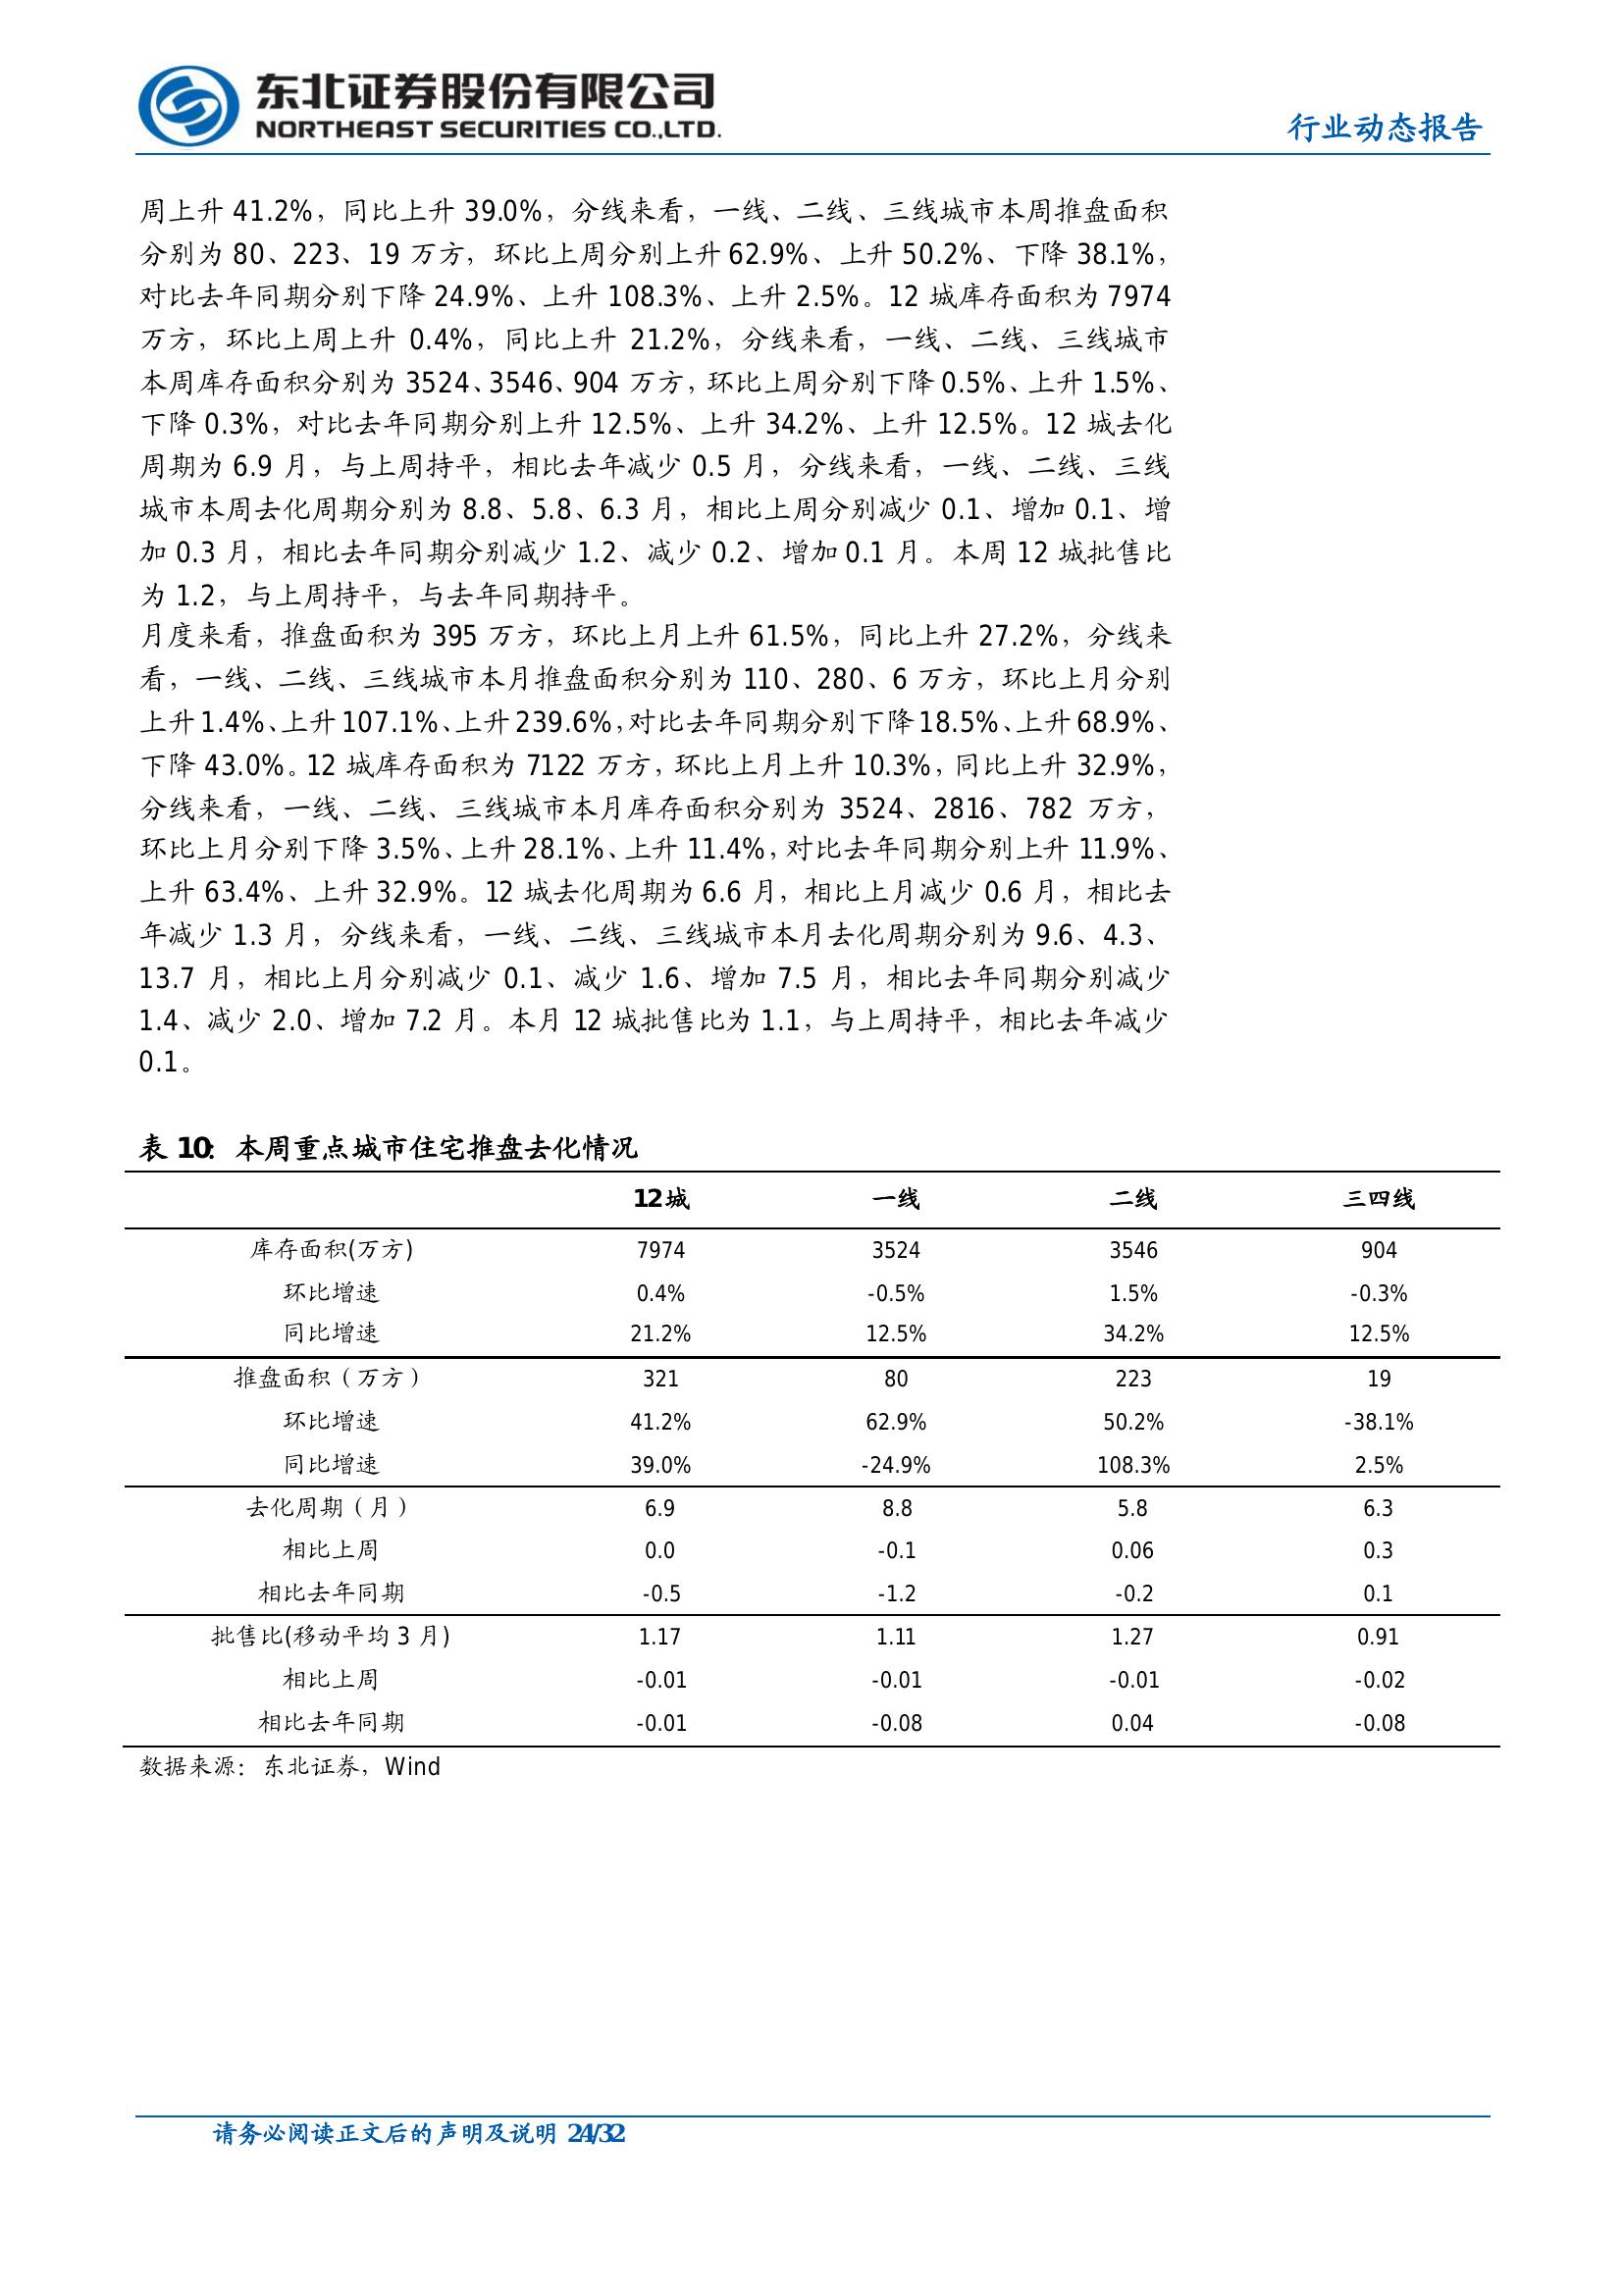 东北证券股份有限公司
NORTHEAST SECURITIES CO.,LTD.
行业动态报告
周上升 41.2%，同比上升 39.0%，分线来看，一线、二线、三线城市本周推盘面积
分别为 80、223、19 万方，环比上周分别上升 62.9%、上升 50.2%、下降 38.1%，
对比去年同期分别下降 24.9%、上升 108.3%、上升 2.5%。12 城库存面积为 7974
万方，环比上周上升 0.4%，同比上升 21.2%，分线来看，一线、二线、三线城市
本周库存面积分别为 3524、3546、904 万方，环比上周分别下降 0.5%、上升 1.5%、
下降 0.3%，对比去年同期分别上升 12.5%、上升 34.2%、上升 12.5%。12 城去化
周期为 6.9 月，与上周持平，相比去年减少 0.5 月，分线来看，一线、二线、三线
城市本周去化周期分别为 8.8、5.8、6.3 月，相比上周分别减少 0.1、增加 0.1、增
加 0.3 月，相比去年同期分别减少 1.2、减少 0.2、增加 0.1 月。本周 12 城批售比
为 1.2，与上周持平，与去年同期持平。
月度来看，推盘面积为 395 万方，环比上月上升 61.5%，同比上升 27.2%，分线来
看，一线、二线、三线城市本月推盘面积分别为 110、280、6 万方，环比上月分别
上升 1.4%、上升 107.1%、上升 239.6%，对比去年同期分别下降 18.5%、上升 68.9%、
下降 43.0%。12 城库存面积为 7122 万方，环比上月上升 10.3%，同比上升 32.9%，
分线来看，一线、二线、三线城市本月库存面积分别为 3524、2816、782 万方，
环比上月分别下降 3.5%、上升 28.1%、上升 11.4%，对比去年同期分别上升 11.9%、
上升 63.4%、上升 32.9%。12 城去化周期为 6.6 月，相比上月减少 0.6 月，相比去
年减少 1.3 月，分线来看，一线、二线、三线城市本月去化周期分别为 9.6、4.3、
13.7 月，相比上月分别减少 0.1、减少 1.6、增加 7.5 月，相比去年同期分别减少
1.4、减少 2.0、增加 7.2 月。本月 12 城批售比为 1.1，与上周持平，相比去年减少
0.1。
表 10：本周重点城市住宅推盘去化情况
12城 一线 二线 三四线
库存面积(万方) 7974 3524 3546 904
环比增速 0.4% -0.5% 1.5% -0.3%
同比增速 21.2% 12.5% 34.2% 12.5%
推盘面积（万方） 321 80 223 19
环比增速 41.2% 62.9% 50.2% -38.1%
同比增速 39.0% -24.9% 108.3% 2.5%
去化周期（月） 6.9 8.8 5.8 6.3
相比上周 0.0 -0.1 0.06 0.3
相比去年同期 -0.5 -1.2 -0.2 0.1
批售比(移动平均 3 月) 1.17 1.11 1.27 0.91
相比上周 -0.01 -0.01 -0.01 -0.02
相比去年同期 -0.01 -0.08 0.04 -0.08
数据来源：东北证券，Wind
请务必阅读正文后的声明及说明 24/32